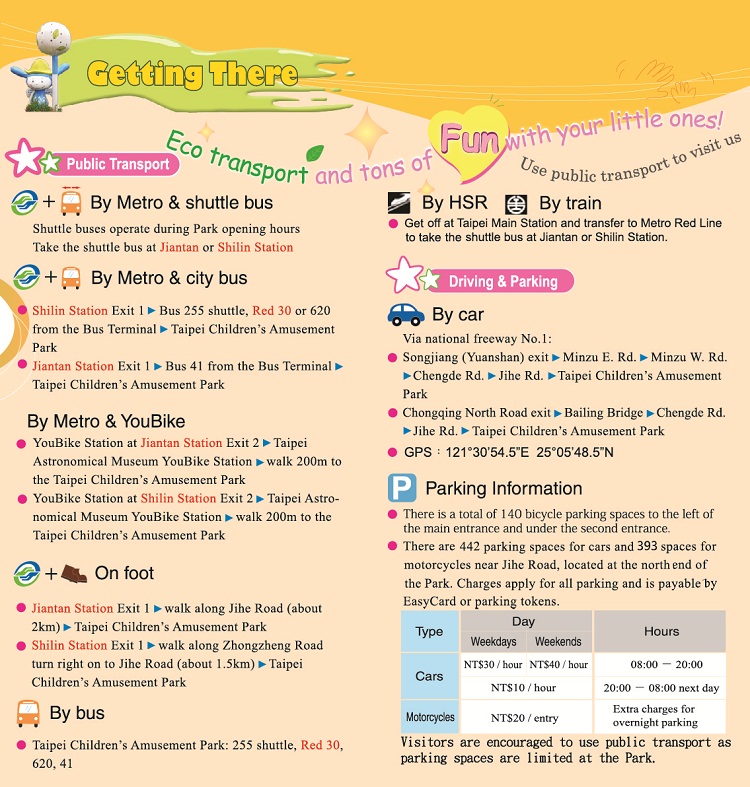 Getting There
Eco transport and tons of Fun with your little ones!
Use public transport to visit us
Public Transport
By Metro & shuttle bus
Shuttle buses operate during Park opening hours
Take the shuttle bus at Jiantan or Shilin Station
By Metro & city bus
Shilin Station Exit 1 ▶ Bus 255 shuttle, Red 30 or 620
from the Bus Terminal ▶ Taipei Children's Amusement
Park
Jiantan Station Exit 1 ▶ Bus 41 from the Bus Terminal ▶
Taipei Children's Amusement Park
By Metro & YouBike
YouBike Station at Jiantan Station Exit 2 ▶ Taipei
Astronomical Museum YouBike Station ▶ walk 200m to
the Taipei Children's Amusement Park
YouBike Station at Shilin Station Exit 2 ▶ Taipei Astro-
nomical Museum YouBike Station ▶ walk 200m to the
Taipei Children's Amusement Park
On foot
Jiantan Station Exit 1 ▶ walk along Jihe Road (about
2km) ▶ Taipei Children's Amusement Park
Shilin Station Exit 1 ▶ walk along Zhongzheng Road
turn right on to Jihe Road (about 1.5km) ▶ Taipei
Children's Amusement Park
By bus
Taipei Children's Amusement Park: 255 shuttle, Red 30,
620, 41
By HSR By train
Get off at Taipei Main Station and transfer to Metro Red Line
to take the shuttle bus at Jiantan or Shilin Station.
Driving & Parking
By car
Via national freeway No.1:
Songjiang (Yuanshan) exit ▶ Minzu E. Rd. ▶ Minzu W. Rd.
▶ Chengde Rd. ▶ Jihe Rd. ▶ Taipei Children's Amusement
Park
Chongqing North Road exit ▶ Bailing Bridge ▶ Chengde Rd.
▶ Jihe Rd. ▶ Taipei Children's Amusement Park
GPS：121°30'54.5"E 25°05'48.5"N
P Parking Information
There is a total of 140 bicycle parking spaces to the left of
the main entrance and under the second entrance.
There are 442 parking spaces for cars and 393 spaces for
motorcycles near Jihe Road, located at the north end of
the Park. Charges apply for all parking and is payable by
EasyCard or parking tokens.
Type Day Hours
Weekdays Weekends
Cars NT$30 / hour NT$40 / hour 08:00 － 20:00
NT$10 / hour 20:00 － 08:00 next day
Motorcycles NT$20 / entry Extra charges for
overnight parking
Visitors are encouraged to use public transport as
parking spaces are limited at the Park.